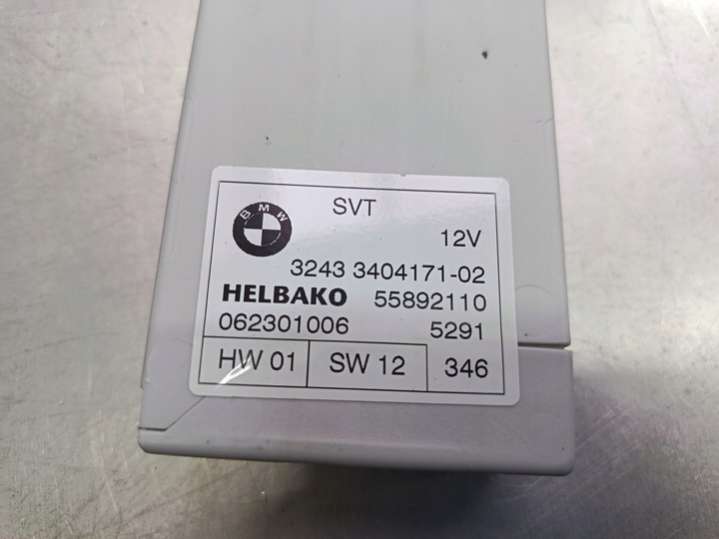 SVT
BMW
12V
3243 3404171-02
HELBAKO 55892110
062301006 5291
HW 01 SW 12 346